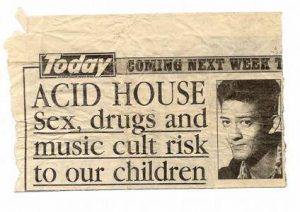 Today COMING NEXT WEEK
ACID HOUSE
Sex, drugs and
music cult risk
to our children